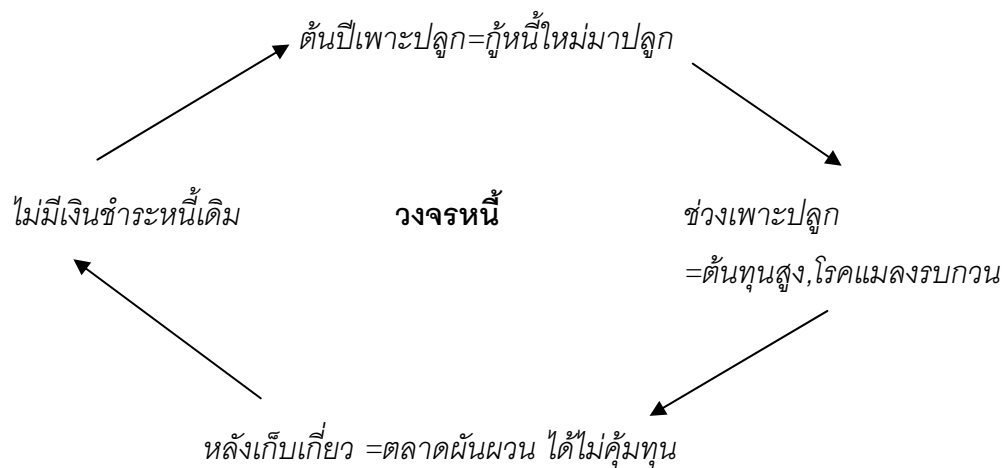 ต้นปีเพาะปลูก=กู้หนี้ใหม่มาปลูก
ไม่มีเงินชำระหนี้เดิม
วงจรหนี้
ช่วงเพาะปลูก
=ต้นทุนสูง,โรคแมลงรบกวน
หลังเก็บเกี่ยว =ตลาดผันผวน ได้ไม่คุ้มทุน